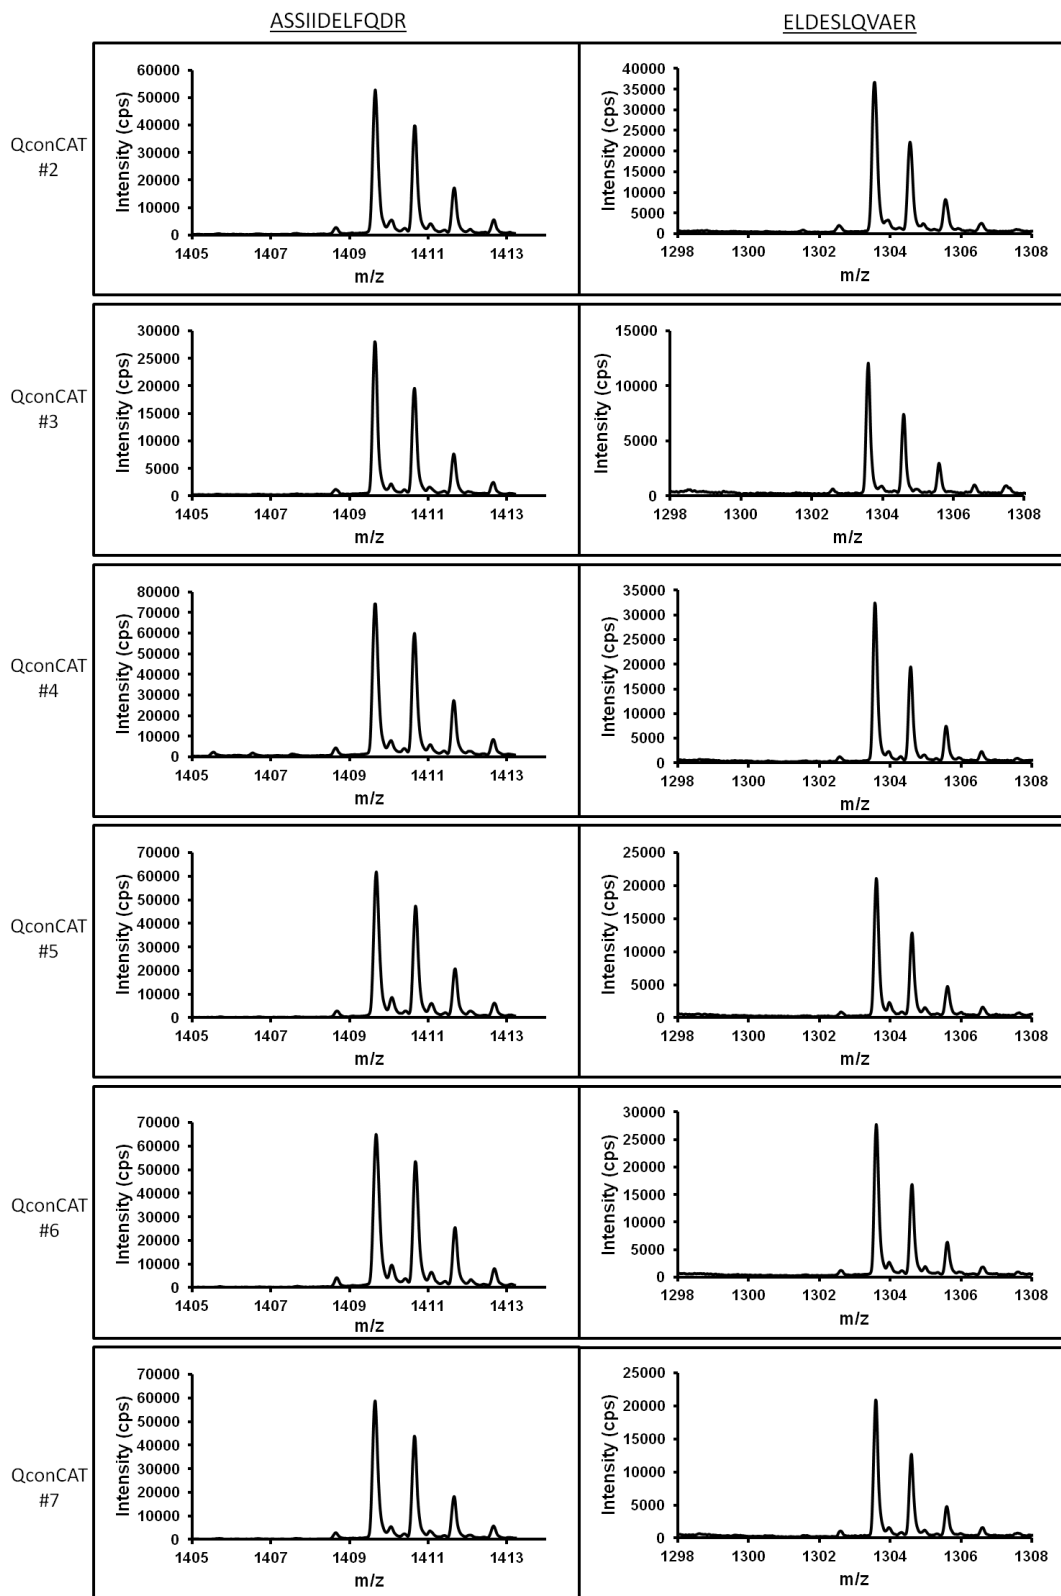 ASSIIDELFQDR ELDESLQVAER
QconCAT
#2
Intensity (cps)
60000
50000
40000
30000
20000
10000
0
1405 1407 1409 1411 1413
m/z
Intensity (cps)
40000
35000
30000
25000
20000
15000
10000
5000
0
1298 1300 1302 1304 1306 1308
m/z
QconCAT
#3
Intensity (cps)
30000
25000
20000
15000
10000
5000
0
1405 1407 1409 1411 1413
m/z
Intensity (cps)
15000
10000
5000
0
1298 1300 1302 1304 1306 1308
m/z
QconCAT
#4
Intensity (cps)
80000
70000
60000
50000
40000
30000
20000
10000
0
1405 1407 1409 1411 1413
m/z
Intensity (cps)
35000
30000
25000
20000
15000
10000
5000
0
1298 1300 1302 1304 1306 1308
m/z
QconCAT
#5
Intensity (cps)
70000
60000
50000
40000
30000
20000
10000
0
1405 1407 1409 1411 1413
m/z
Intensity (cps)
25000
20000
15000
10000
5000
0
1298 1300 1302 1304 1306 1308
m/z
QconCAT
#6
Intensity (cps)
70000
60000
50000
40000
30000
20000
10000
0
1405 1407 1409 1411 1413
m/z
Intensity (cps)
30000
25000
20000
15000
10000
5000
0
1298 1300 1302 1304 1306 1308
m/z
QconCAT
#7
Intensity (cps)
70000
60000
50000
40000
30000
20000
10000
0
1405 1407 1409 1411 1413
m/z
Intensity (cps)
25000
20000
15000
10000
5000
0
1298 1300 1302 1304 1306 1308
m/z